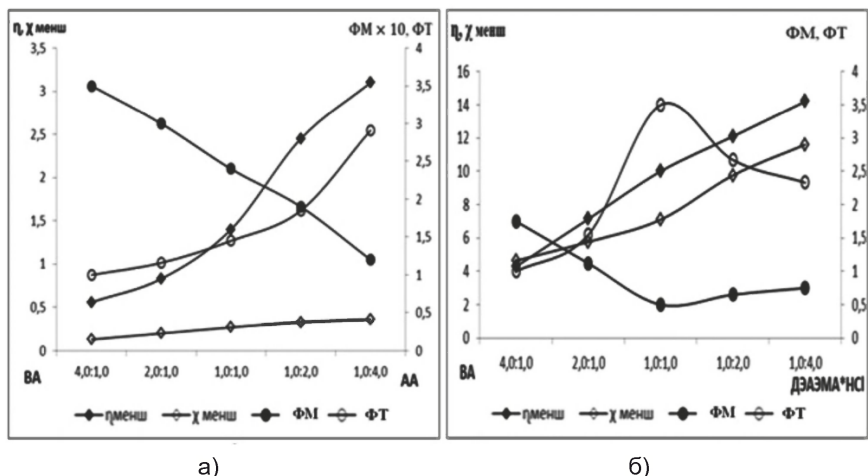 η, χ менш ФМ × 10, ФТ
3,5 4
3 3,5
2,5 3
2 2,5
1,5 2
1 1,5
0,5 1
0 0,5
0
4,0:1,0 2,0:1,0 1,0:1,0 1,0:2,0 1,0:4,0
ВА АА
ηменш χ менш ФМ ФТ
а)
η, χ менш ФМ, ФТ
16 4
14 3,5
12 3
10 2,5
8 2
6 1,5
4 1
2 0,5
0 0
4,0:1,0 2,0:1,0 1,0:1,0 1,0:2,0 1,0:4,0
ВА ДЭАЭМА*HCl
ηменш χ менш ФМ ФТ
б)